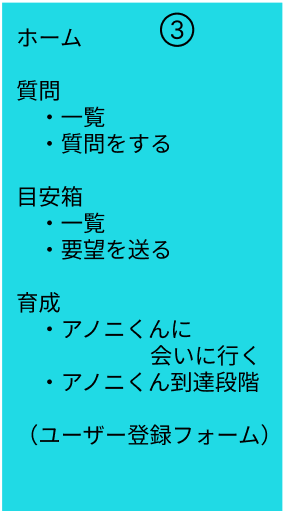 ホーム
③
質問
・一覧
・質問をする
目安箱
・一覧
・要望を送る
育成
・アノニくんに
会いに行く
・アノニくん到達段階
（ユーザー登録フォーム）